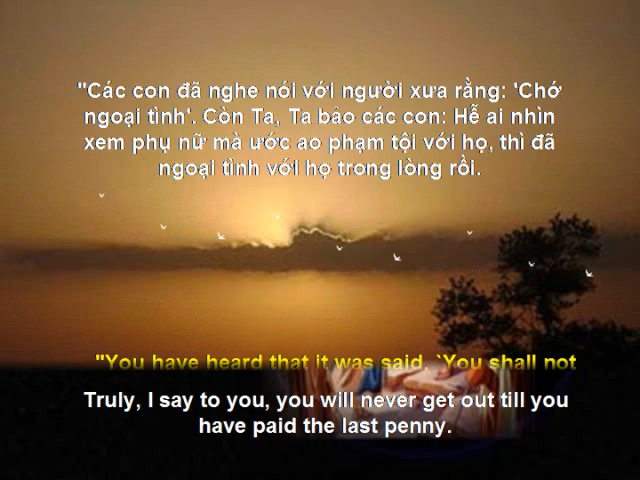 "Các con đã nghe nói với người xưa rằng: 'Chớ
ngoại tình'. Còn Ta, Ta bảo các con: Hễ ai nhìn
xem phụ nữ mà ước ao phạm tội với họ, thì đã
ngoại tình với họ trong lòng rồi.
"You have heard that it was said, `You shall not
Truly, I say to you, you will never get out till you
have paid the last penny.